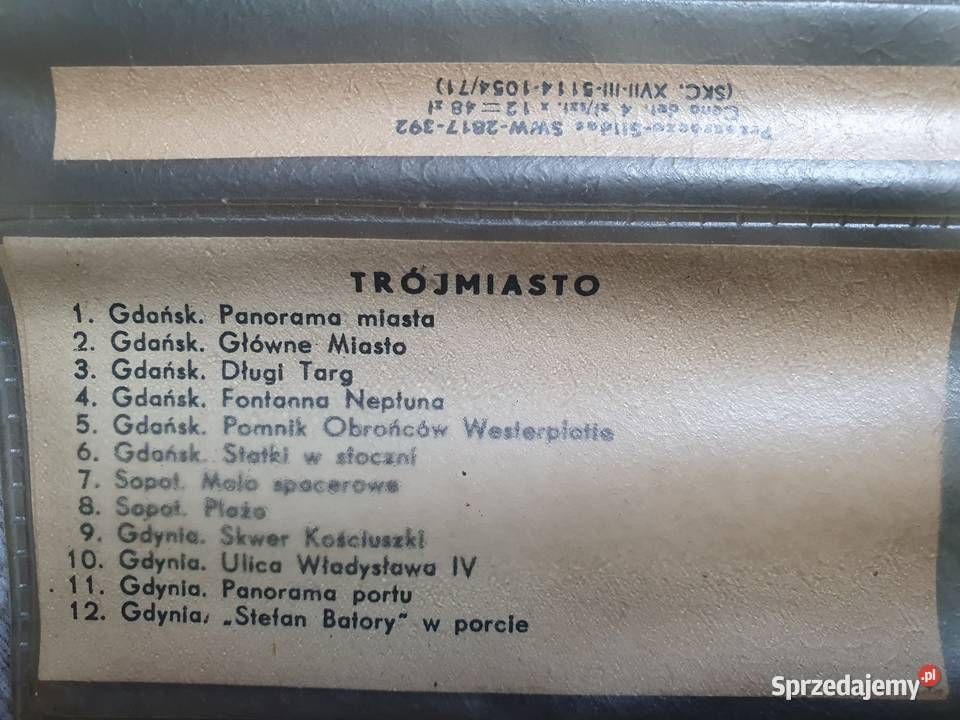 Przezrocza-Slides SWW-2817-392
Cena det. 4 zł/szt. x 12 = 48 zł
(SKC. XVII-III-5114-1054/71)
TRÓJMIASTO
1. Gdańsk. Panorama miasta
2. Gdańsk. Główne Miasto
3. Gdańsk. Długi Targ
4. Gdańsk. Fontanna Neptuna
5. Gdańsk. Pomnik Obrońców Westerplatte
6. Gdańsk. Statki w stoczni
7. Sopot. Molo spacerowe
8. Sopot. Plaża
9. Gdynia. Skwer Kościuszki
10. Gdynia. Ulica Władysława IV
11. Gdynia. Panorama portu
12. Gdynia. „Stefan Batory" w porcie
Sprzedajemy.pl